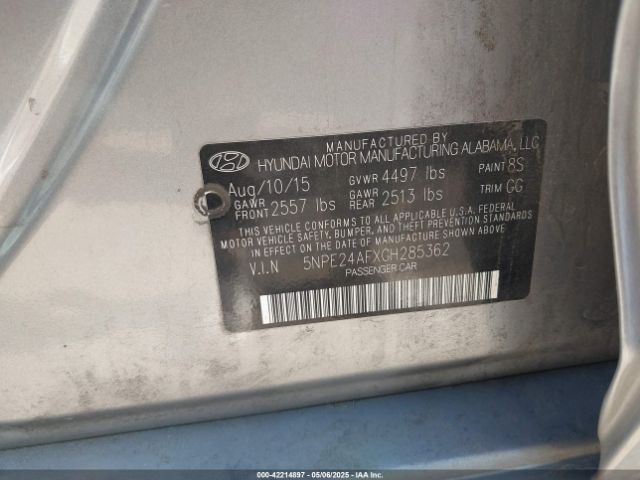 MANUFACTURED BY
HYUNDAI MOTOR MANUFACTURING ALABAMA, LLC
Aug/10/15 GVWR 4497 lbs PAINT 8S
GAWR FRONT 2557 lbs GAWR REAR 2513 lbs TRIM GG
THIS VEHICLE CONFORMS TO ALL APPLICABLE U.S.A. FEDERAL
MOTOR VEHICLE SAFETY, BUMPER, AND THEFT PREVENTION
STANDARDS IN EFFECT ON THE DATE OF MANUFACTURE SHOWN ABOVE.
V.I.N 5NPE24AFXGH285362
PASSENGER CAR
000-42214897 - 05/06/2025 - IAAI.COM